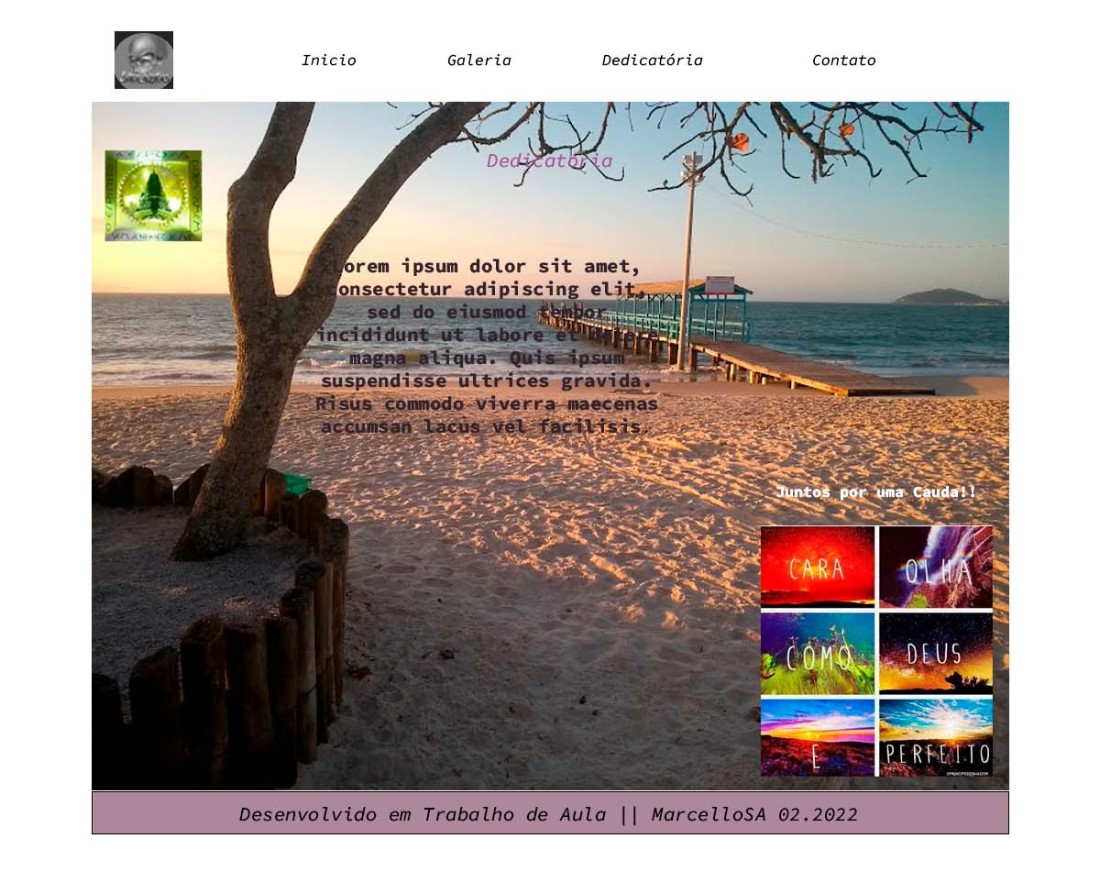 Inicio Galeria Dedicatória Contato
Dedicatória
Lorem ipsum dolor sit amet,
consectetur adipiscing elit,
sed do eiusmod tempor
incididunt ut labore et dolore
magna aliqua. Quis ipsum
suspendisse ultrices gravida.
Risus commodo viverra maecenas
accumsan lacus vel facilisis.
Juntos por uma Cauda!!
CARA OLHA
COMO DEUS
É PERFEITO
Desenvolvido em Trabalho de Aula || MarcelloSA 02.2022